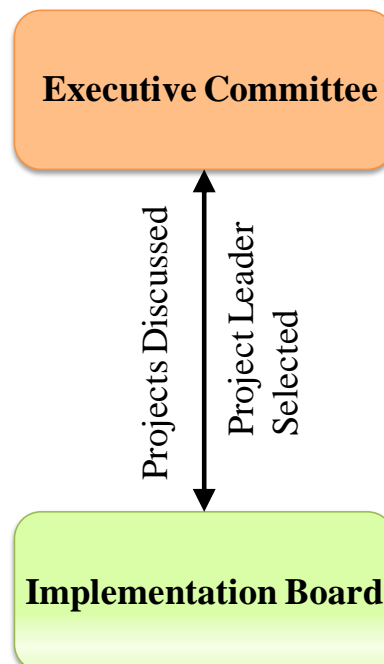 Executive Committee
Projects Discussed
Project Leader
Selected
Implementation Board